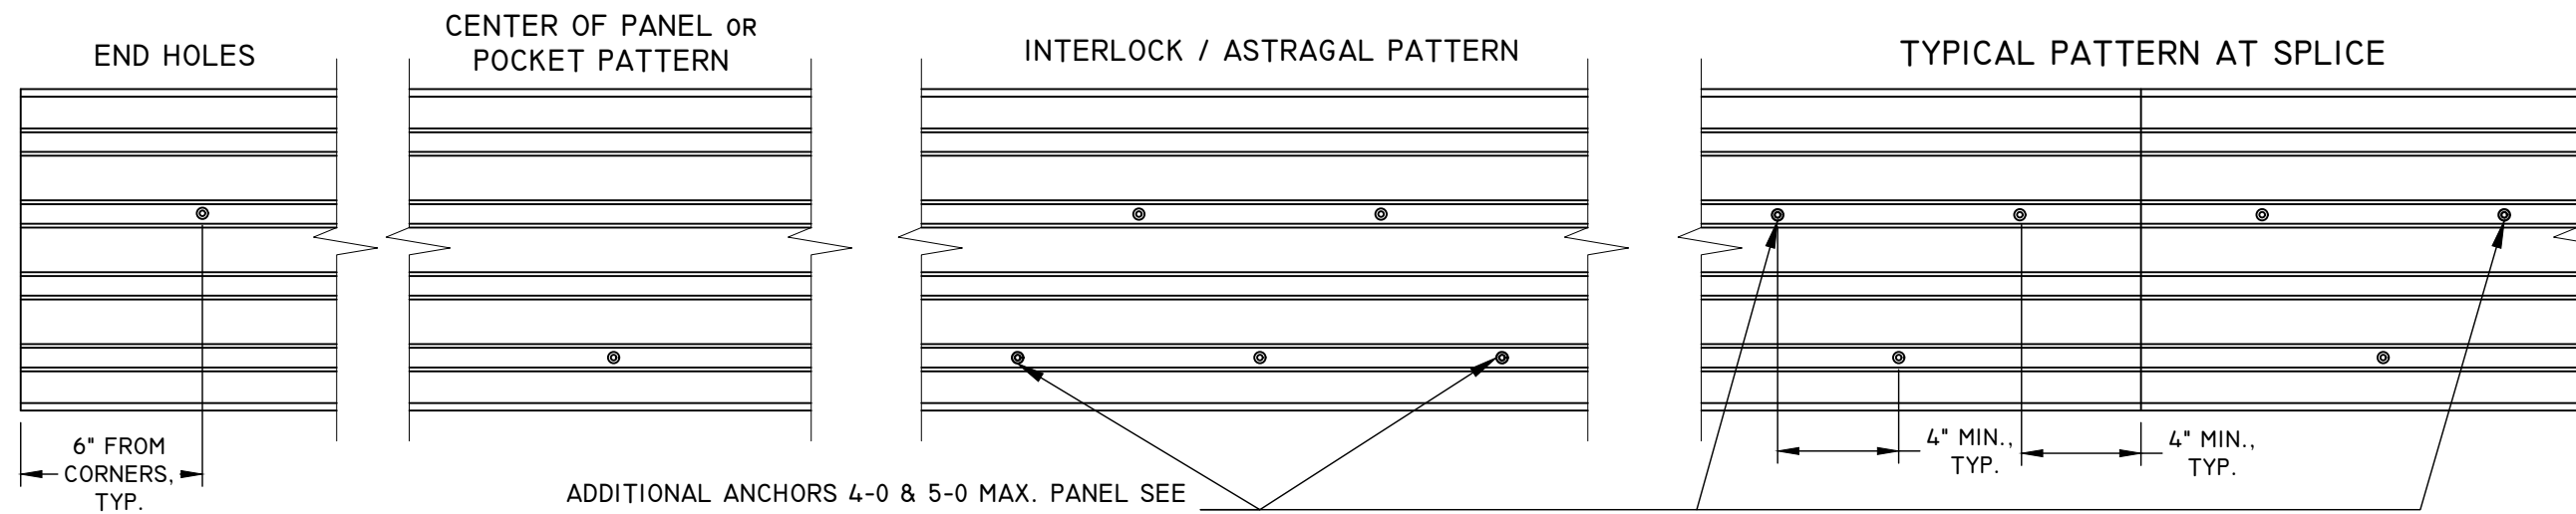 END HOLES
CENTER OF PANEL OR
POCKET PATTERN
INTERLOCK / ASTRAGAL PATTERN
TYPICAL PATTERN AT SPLICE
6" FROM
CORNERS,
TYP.
ADDITIONAL ANCHORS 4-0 & 5-0 MAX. PANEL SEE
4" MIN.,
TYP.
4" MIN.,
TYP.